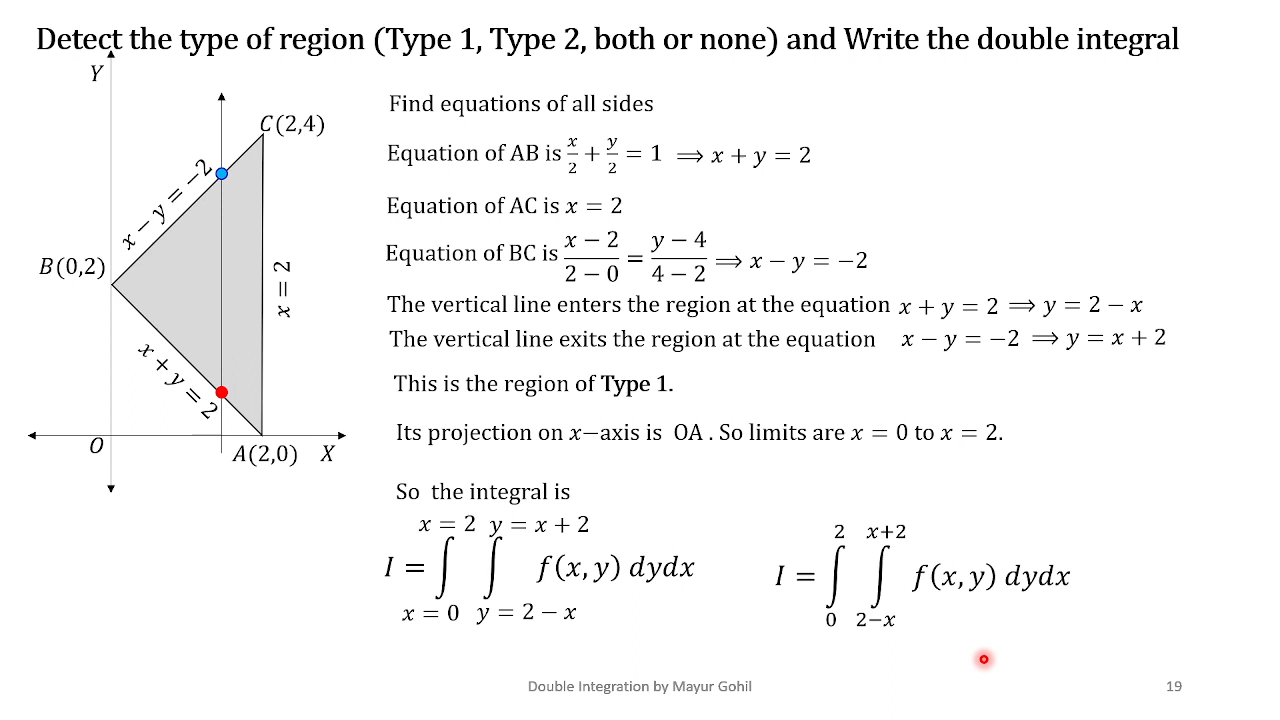 Detect the type of region (Type 1, Type 2, both or none) and Write the double integral
Y
C(2,4)
x − y = −2
B(0,2)
x = 2
x + y = 2
O
A(2,0)
X
Find equations of all sides
Equation of AB is x/2 + y/2 = 1 ⟹ x + y = 2
Equation of AC is x = 2
Equation of BC is (x − 2)/(2 − 0) = (y − 4)/(4 − 2) ⟹ x − y = −2
The vertical line enters the region at the equation x + y = 2 ⟹ y = 2 − x
The vertical line exits the region at the equation x − y = −2 ⟹ y = x + 2
This is the region of Type 1.
Its projection on x−axis is OA . So limits are x = 0 to x = 2.
So the integral is
x = 2 y = x + 2
I = ∫ ∫ f(x, y) dydx
x = 0 y = 2 − x
2 x+2
I = ∫ ∫ f(x, y) dydx
0 2−x
Double Integration by Mayur Gohil
19